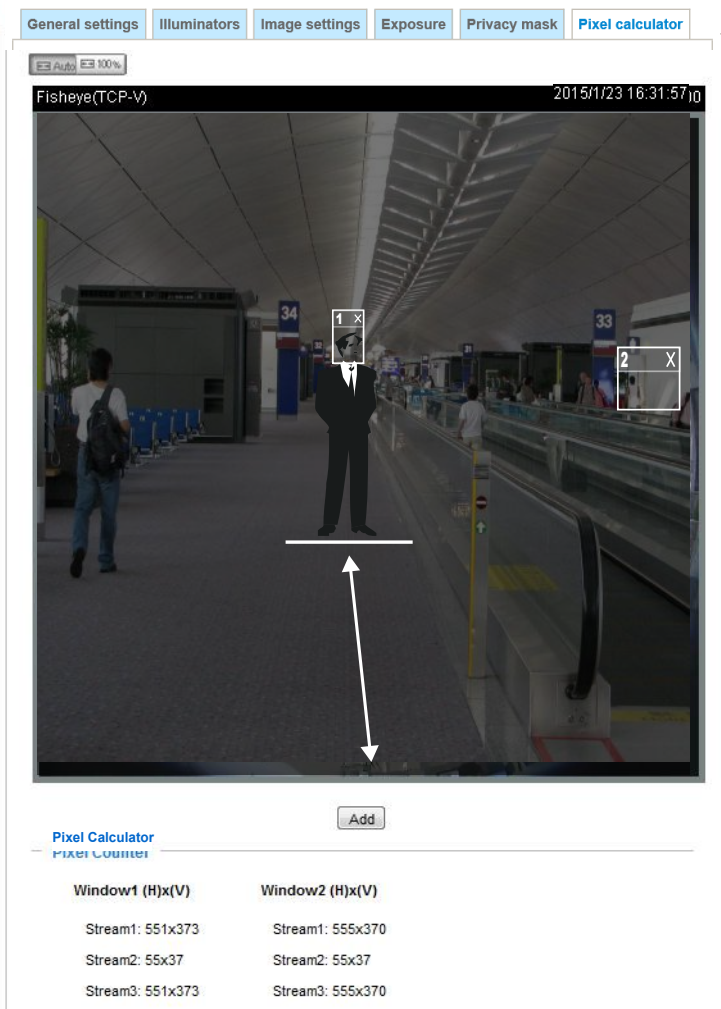 General settings Illuminators Image settings Exposure Privacy mask Pixel calculator
Auto 100%
Fisheye(TCP-V) 2015/1/23 16:31:57
34
1 X
33
32
31
2 X
Add
Pixel Calculator
Pixel Counter
Window1 (H)x(V) Window2 (H)x(V)
Stream1: 551x373 Stream1: 555x370
Stream2: 55x37 Stream2: 55x37
Stream3: 551x373 Stream3: 555x370